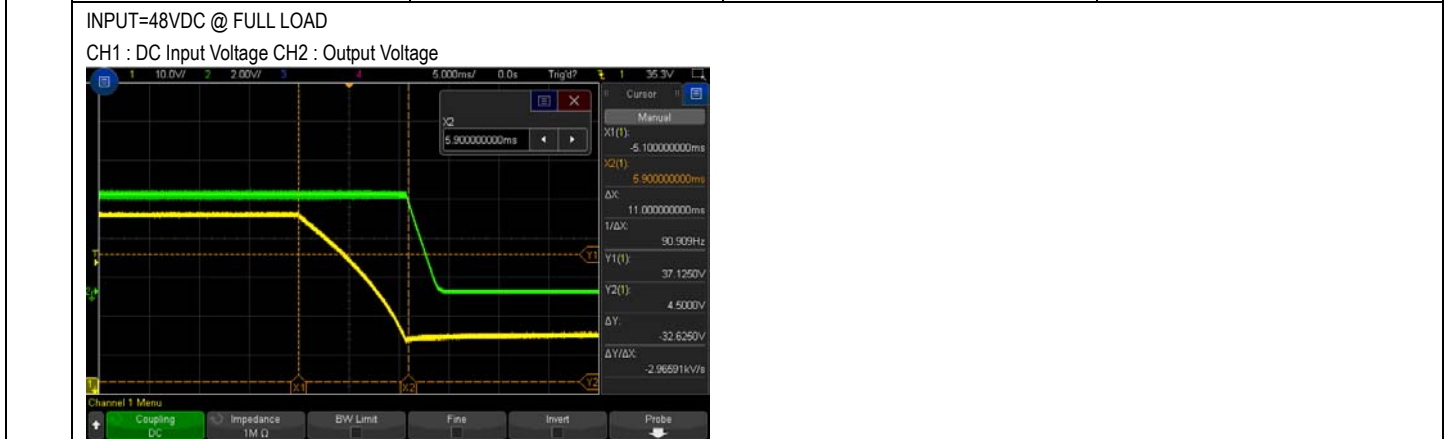 INPUT=48VDC @ FULL LOAD
CH1 : DC Input Voltage CH2 : Output Voltage
1 10.0V/ 2 2.00V/ 3 4 5.000ms/ 0.0s Trig'd? 1 35.3V
Cursor
Manual
X2
5.900000000ms
X1(1):
-5.100000000ms
X2(1):
5.900000000ms
ΔX:
11.000000000ms
1/ΔX:
90.909Hz
Y1
Y1(1):
37.1250V
Y2(1):
4.5000V
ΔY:
-32.6250V
ΔY/ΔX:
-2.96591kV/s
X1 X2 Y2
Channel 1 Menu
Coupling Impedance BW Limit Fine Invert Probe
DC 1M Ω